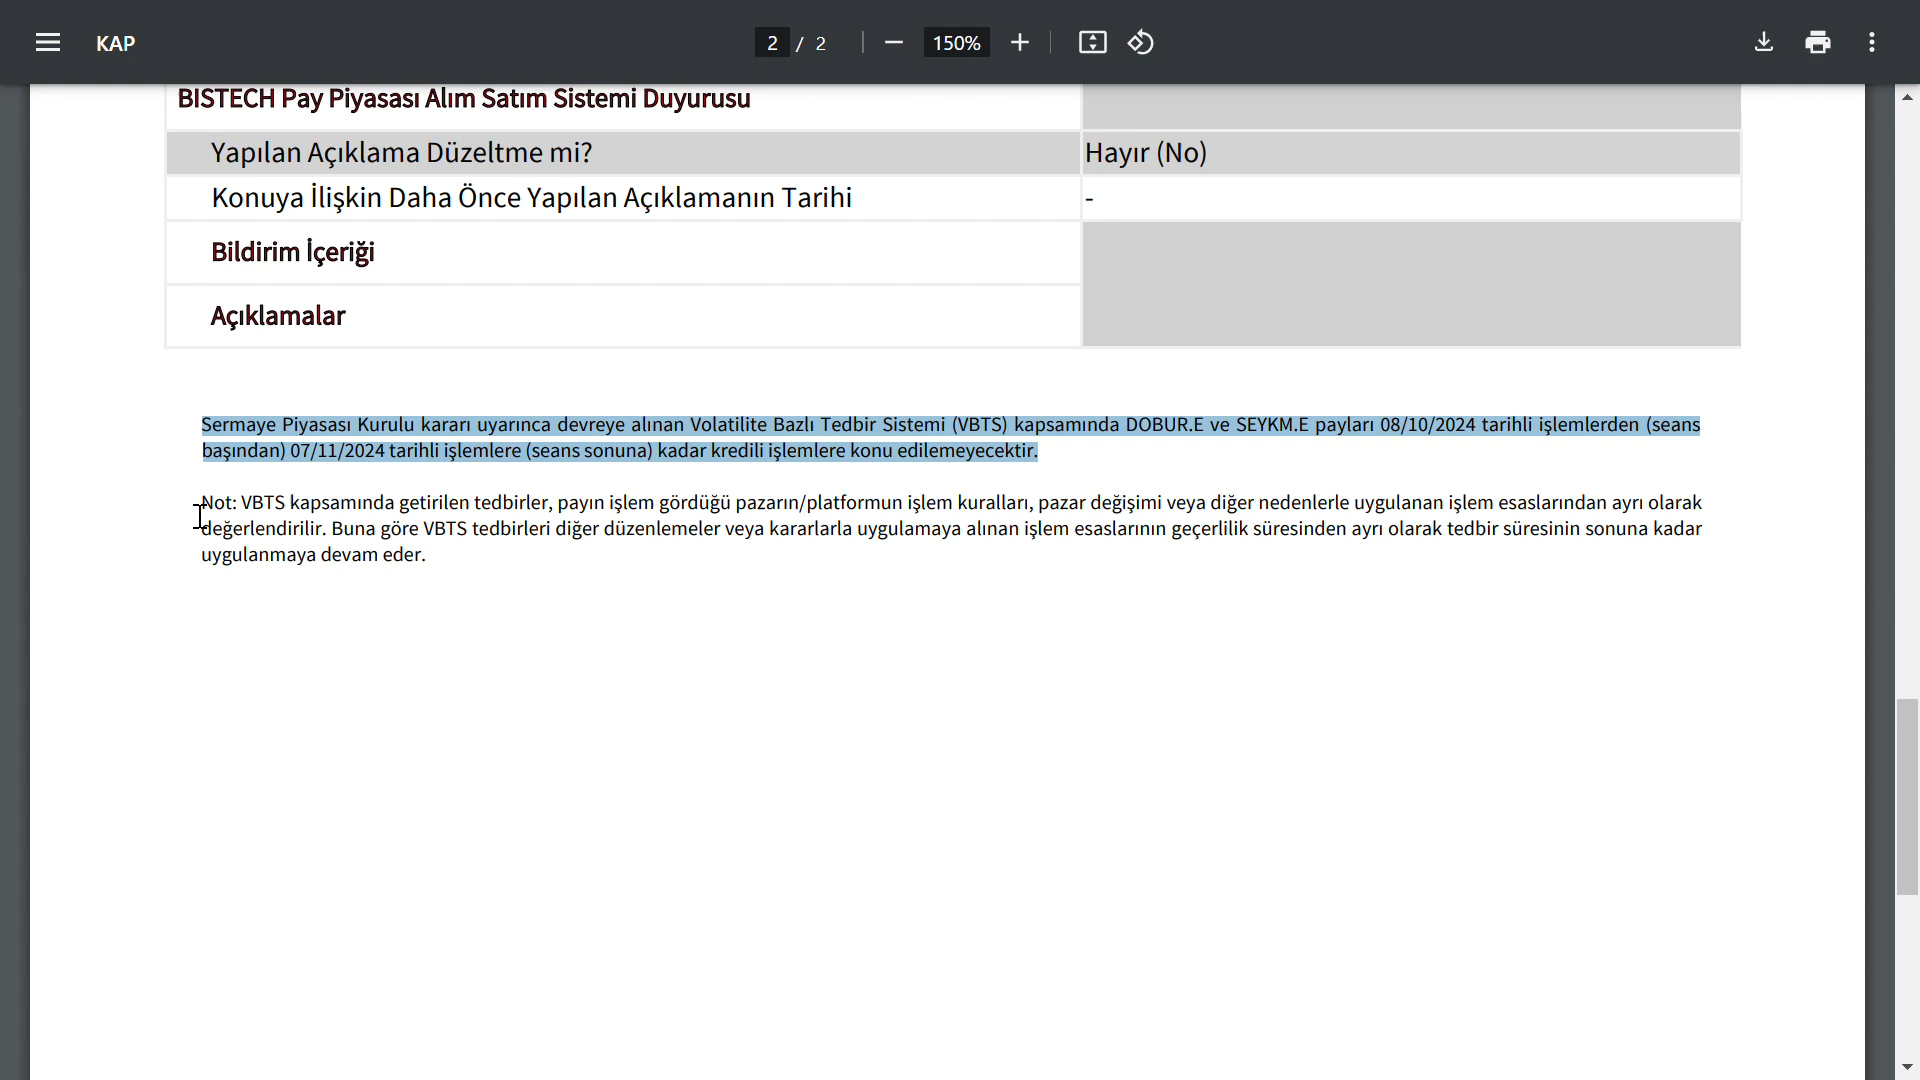 KAP
2 / 2
150%
BISTECH Pay Piyasası Alım Satım Sistemi Duyurusu
Yapılan Açıklama Düzeltme mi?
Hayır (No)
Konuya İlişkin Daha Önce Yapılan Açıklamanın Tarihi
-
Bildirim İçeriği
Açıklamalar
Sermaye Piyasası Kurulu kararı uyarınca devreye alınan Volatilite Bazlı Tedbir Sistemi (VBTS) kapsamında DOBUR.E ve SEYKM.E payları 08/10/2024 tarihli işlemlerden (seans
başından) 07/11/2024 tarihli işlemlere (seans sonuna) kadar kredili işlemlere konu edilemeyecektir.
Not: VBTS kapsamında getirilen tedbirler, payın işlem gördüğü pazarın/platformun işlem kuralları, pazar değişimi veya diğer nedenlerle uygulanan işlem esaslarından ayrı olarak
değerlendirilir. Buna göre VBTS tedbirleri diğer düzenlemeler veya kararlarla uygulamaya alınan işlem esaslarının geçerlilik süresinden ayrı olarak tedbir süresinin sonuna kadar
uygulanmaya devam eder.